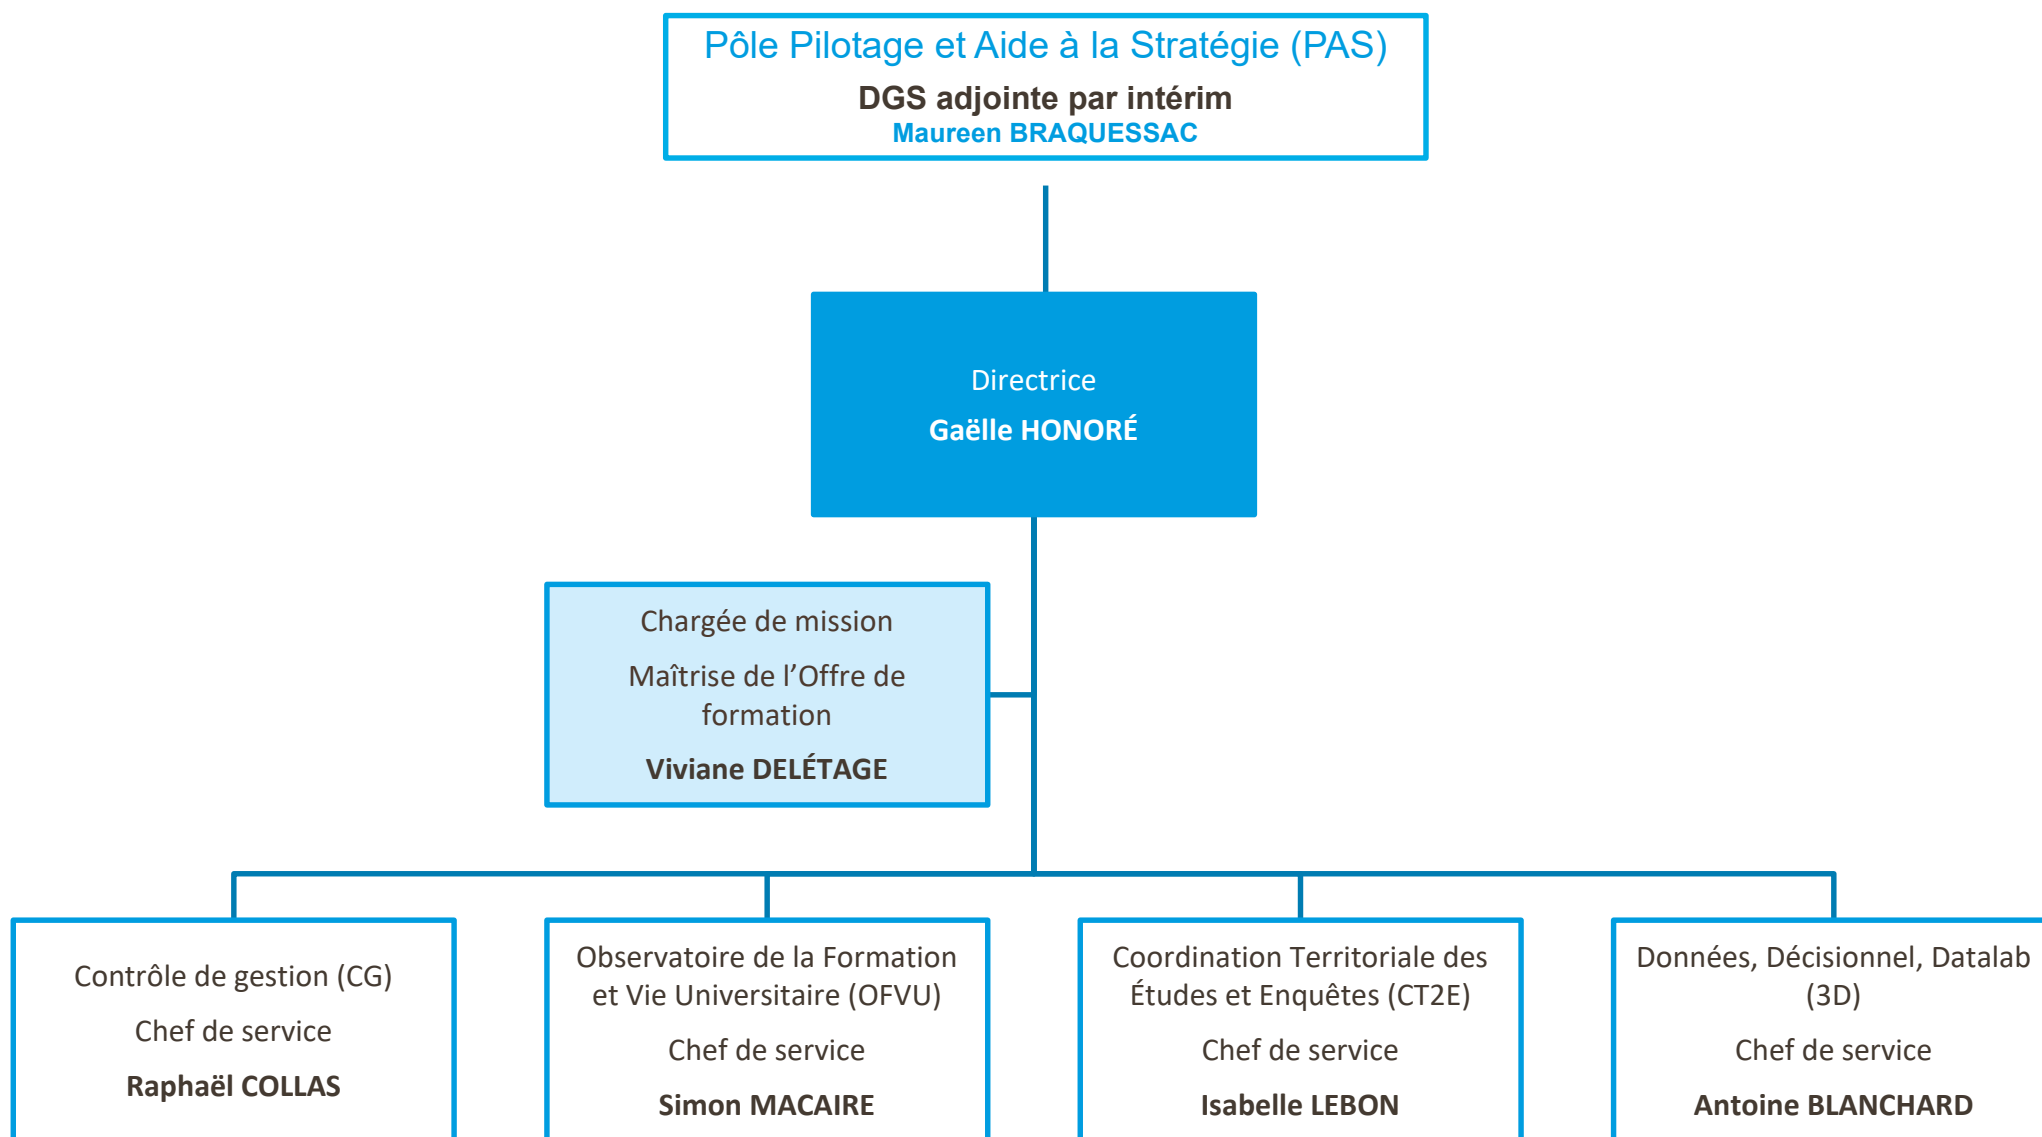 Pôle Pilotage et Aide à la Stratégie (PAS)
DGS adjointe par intérim
Maureen BRAQUESSAC
Directrice
Gaëlle HONORÉ
Chargée de mission
Maîtrise de l’Offre de
formation
Viviane DELÉTAGE
Contrôle de gestion (CG)
Chef de service
Raphaël COLLAS
Observatoire de la Formation
et Vie Universitaire (OFVU)
Chef de service
Simon MACAIRE
Coordination Territoriale des
Études et Enquêtes (CT2E)
Chef de service
Isabelle LEBON
Données, Décisionnel, Datalab
(3D)
Chef de service
Antoine BLANCHARD